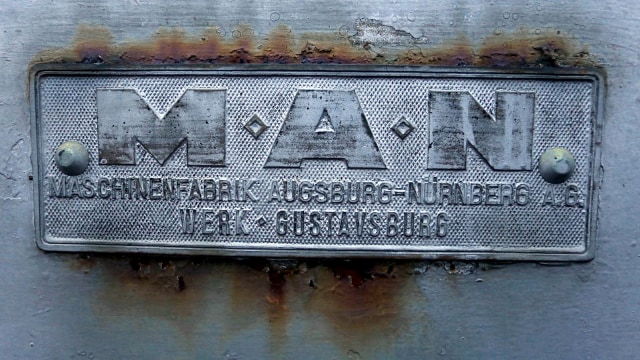 M·A·N
MASCHINENFABRIK AUGSBURG-NÜRNBERG A.G.
WERK · GUSTAVSBURG